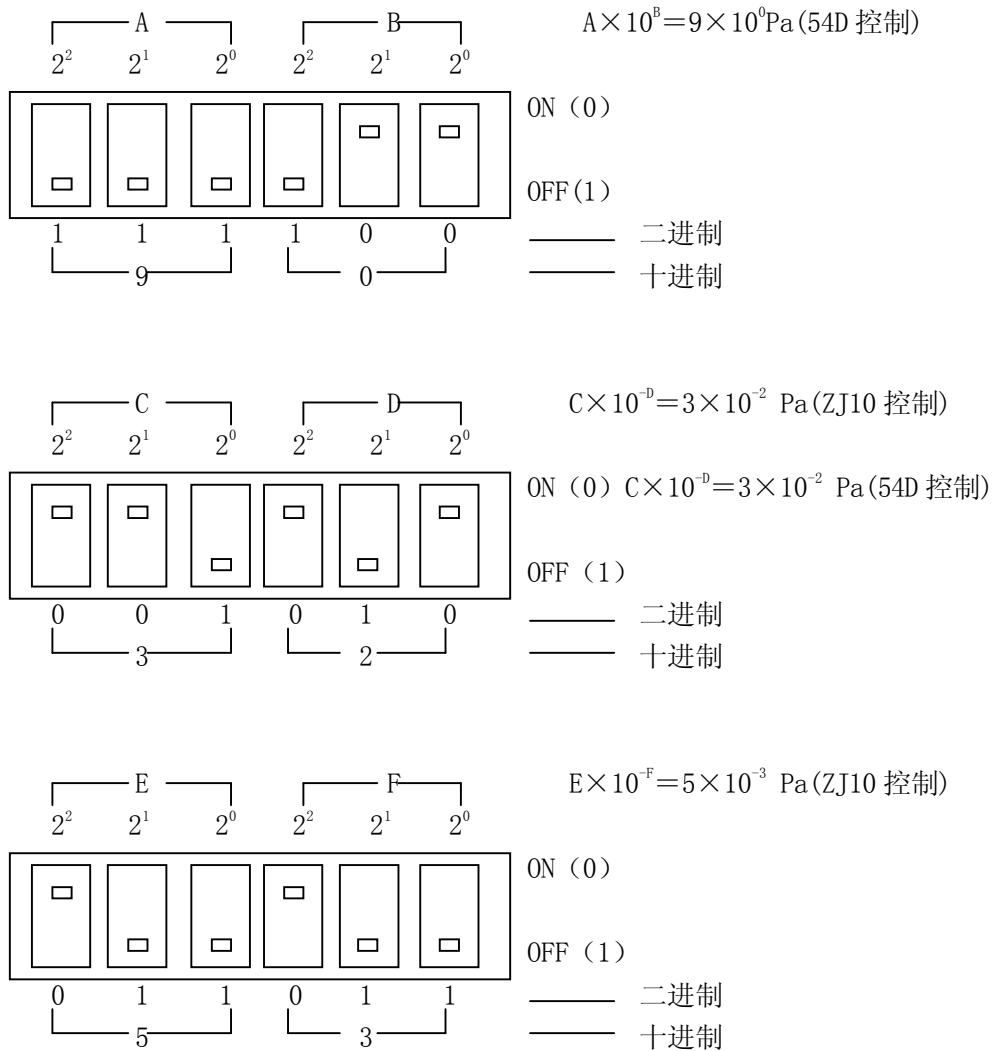 A B A×10^B=9×10^0Pa(54D 控制)
2^2 2^1 2^0 2^2 2^1 2^0
ON（0）
OFF(1)
1 1 1 1 0 0 二进制
9 0 十进制
C D C×10^-D=3×10^-2 Pa(ZJ10 控制)
2^2 2^1 2^0 2^2 2^1 2^0
ON（0）C×10^-D=3×10^-2 Pa(54D 控制)
OFF（1）
0 0 1 0 1 0 二进制
3 2 十进制
E F E×10^-F=5×10^-3 Pa(ZJ10 控制)
2^2 2^1 2^0 2^2 2^1 2^0
ON（0）
OFF（1）
0 1 1 0 1 1 二进制
5 3 十进制